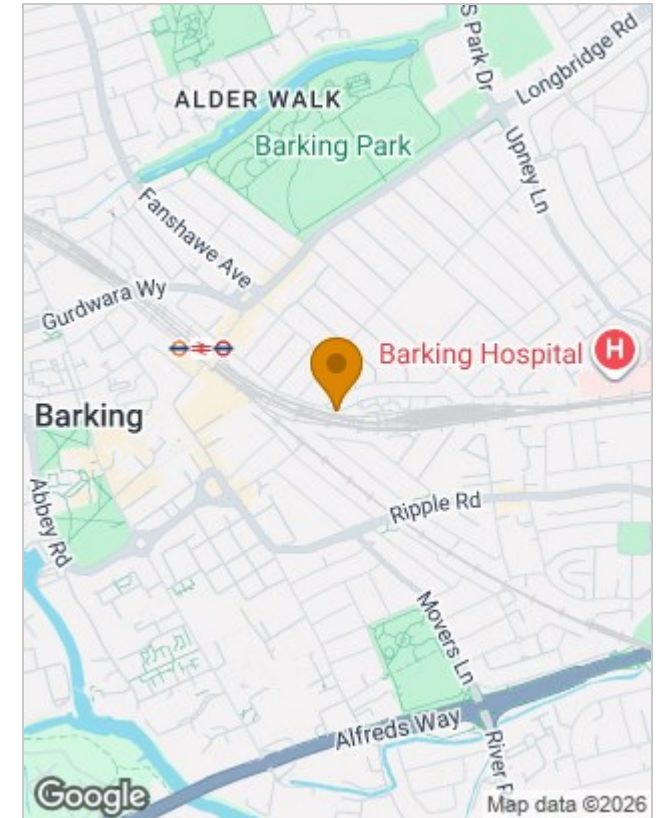 S Park Dr
Longbridge Rd
ALDER WALK
Barking Park
Upney Ln
Fanshawe Ave
Gurdwara Wy
Barking Hospital
H
Barking
Abbey Rd
Ripple Rd
Movers Ln
Alfreds Way
River
Google
Map data ©2026